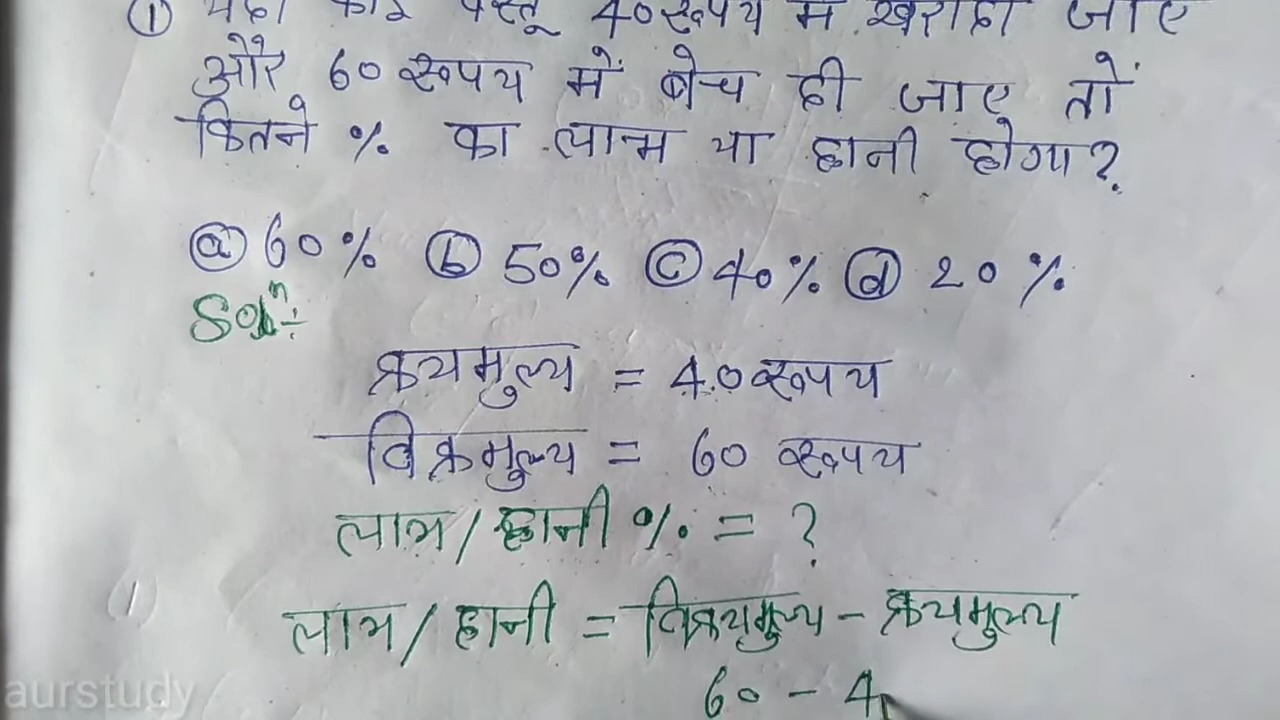 ① यदी कोई वस्तू 40 रूपय में खरीदी जाए
और 60 रूपय में बेच दी जाए तों
कितने % का लाभ या हानी होगा?
ⓐ 60% ⓑ 50% ⓒ 40% ⓓ 20%
Solⁿ÷
क्रयमुल्य = 40 रूपय
विक्रमुल्य = 60 रूपय
लाभ/हानी % = ?
लाभ/हानी = विक्रयमुल्य - क्रयमुल्य
60 - 4
aurstudy